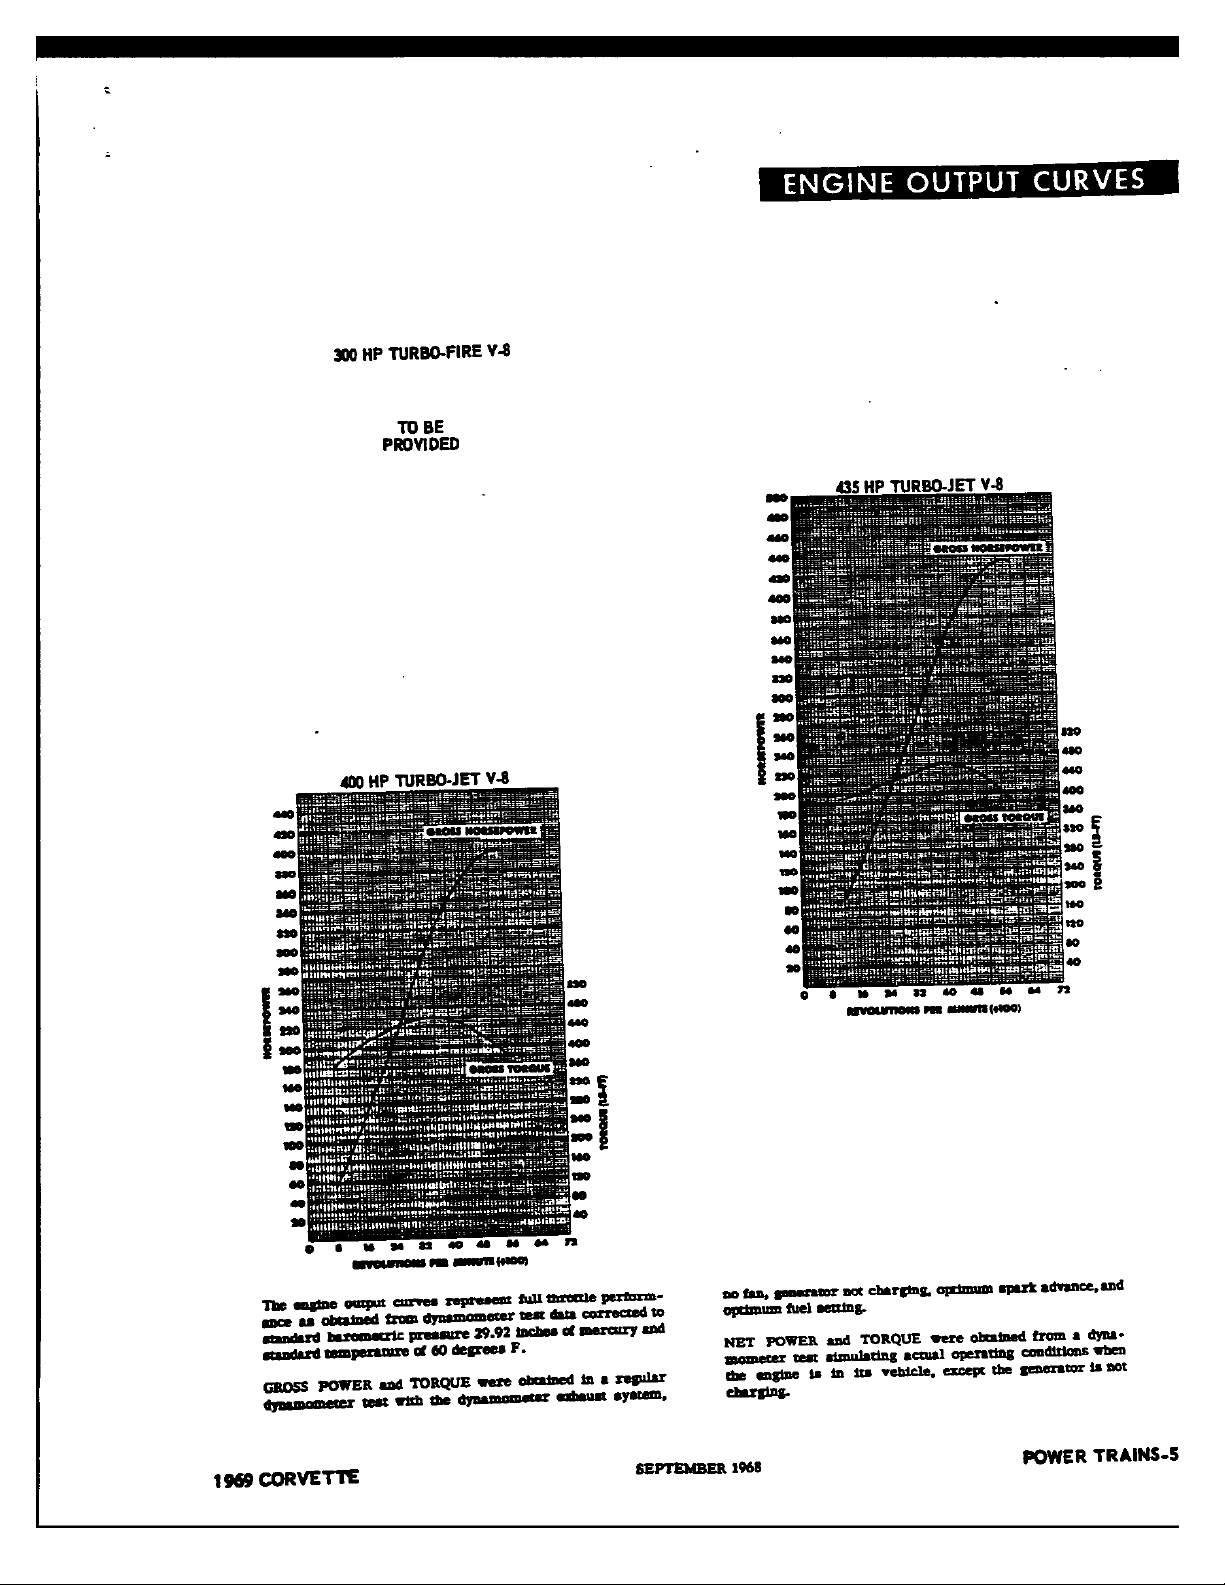 ENGINE OUTPUT CURVES
300 HP TURBO-FIRE V-8
TO BE
PROVIDED
435 HP TURBO-JET V-8
500
480
460
440
420
400
380
360
340
320
300
280
260
240
220
200
180
160
140
120
100
80
60
40
20
HORSEPOWER
GROSS HORSEPOWER
GROSS TORQUE
520
480
440
400
360
320
280
240
200
160
120
80
40
TORQUE (LB-FT)
0 8 16 24 32 40 48 56 64 72
REVOLUTIONS PER MINUTE (x100)
400 HP TURBO-JET V-8
440
420
400
380
360
340
320
300
280
260
240
220
200
180
160
140
120
100
80
60
40
20
HORSEPOWER
GROSS HORSEPOWER
GROSS TORQUE
520
480
440
400
360
320
280
240
200
160
120
80
40
TORQUE (LB-FT)
0 8 16 24 32 40 48 56 64 72
REVOLUTIONS PER MINUTE (x100)
The engine output curves represent full throttle perform-
ance as obtained from dynamometer test data corrected to
standard barometric pressure 29.92 inches of mercury and
standard temperature of 60 degrees F.
GROSS POWER and TORQUE were obtained in a regular
dynamometer test with the dynamometer exhaust system,
no fan, generator not charging, optimum spark advance, and
optimum fuel setting.
NET POWER and TORQUE were obtained from a dyna-
mometer test simulating actual operating conditions when
the engine is in its vehicle, except the generator is not
charging.
1969 CORVETTE
SEPTEMBER 1968
POWER TRAINS-5